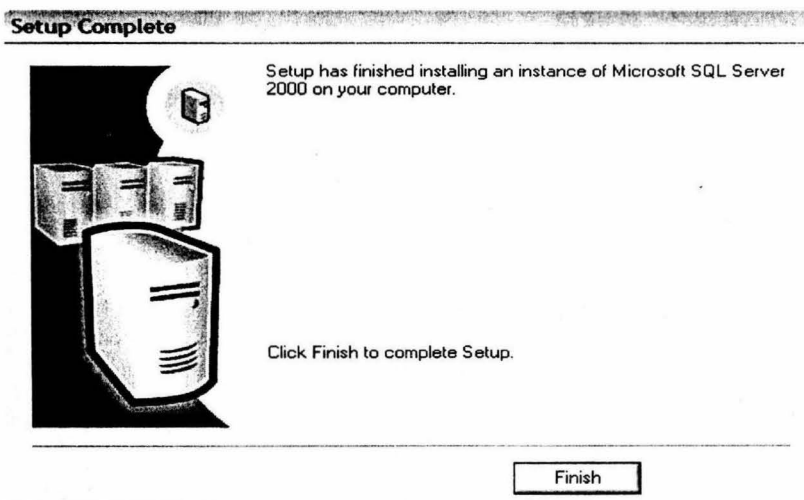 Setup Complete
Setup has finished installing an instance of Microsoft SQL Server
2000 on your computer.
Click Finish to complete Setup.
Finish